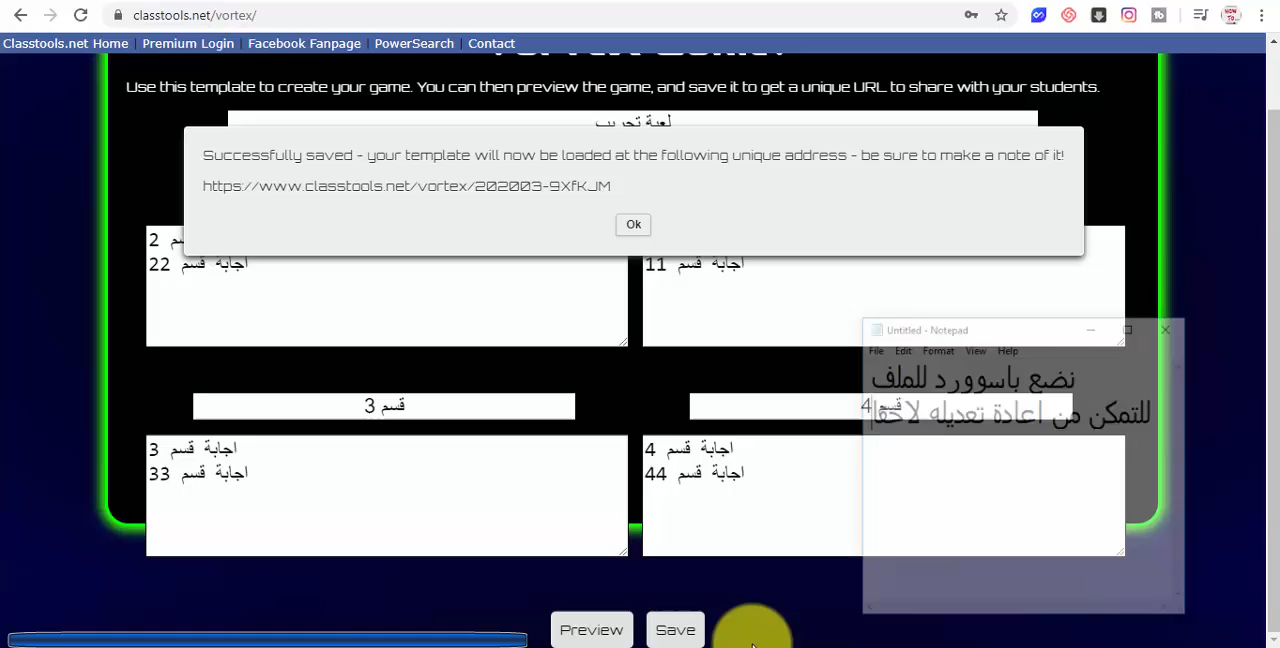 classtools.net/vortex/
Classtools.net Home | Premium Login | Facebook Fanpage | PowerSearch | Contact
Use this template to create your game. You can then preview the game, and save it to get a unique URL to share with your students.
لعبة تجريب
Successfully saved - your template will now be loaded at the following unique address - be sure to make a note of it!
https://www.classtools.net/vortex/202003-9XfKJM
Ok
اجابة قسم 22
اجابة قسم 11
Untitled - Notepad
File Edit Format View Help
نضع باسوورد للملف
للتمكن من اعادة تعديله لاحقا
قسم 3
قسم 4
اجابة قسم 3
اجابة قسم 33
اجابة قسم 4
اجابة قسم 44
Preview
Save